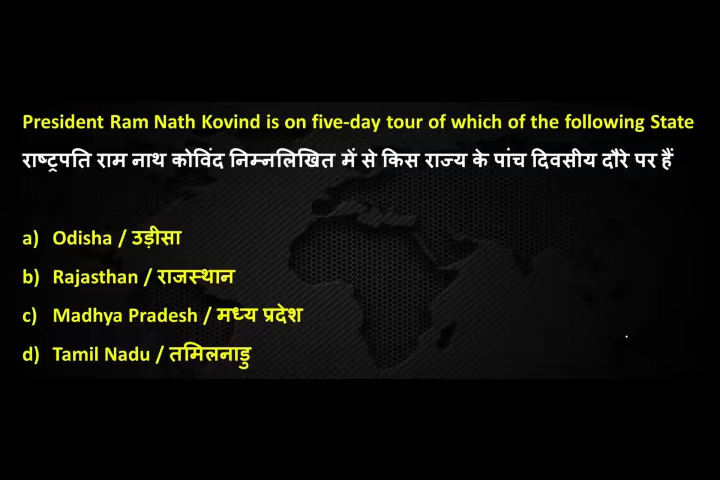 President Ram Nath Kovind is on five-day tour of which of the following State
राष्ट्रपति राम नाथ कोविंद निम्नलिखित में से किस राज्य के पांच दिवसीय दौरे पर हैं
a) Odisha / उड़ीसा
b) Rajasthan / राजस्थान
c) Madhya Pradesh / मध्य प्रदेश
d) Tamil Nadu / तमिलनाडु